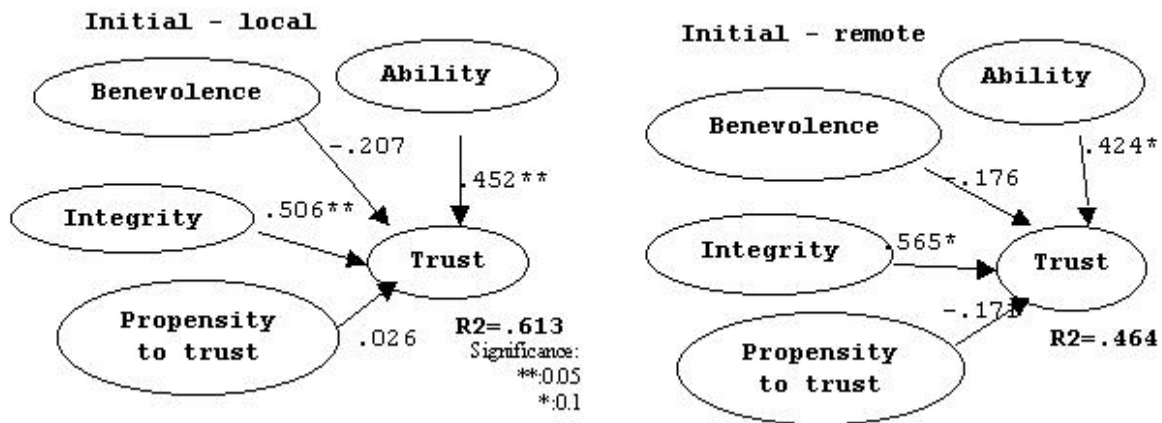 Initial - local
Benevolence
Ability
-.207
.452**
Integrity
.506**
Trust
Propensity
to trust
.026
R2=.613
Significance:
**:0.05
*:0.1
Initial - remote
Benevolence
Ability
-.176
.424*
Integrity
.565*
Trust
Propensity
to trust
-.171
R2=.464